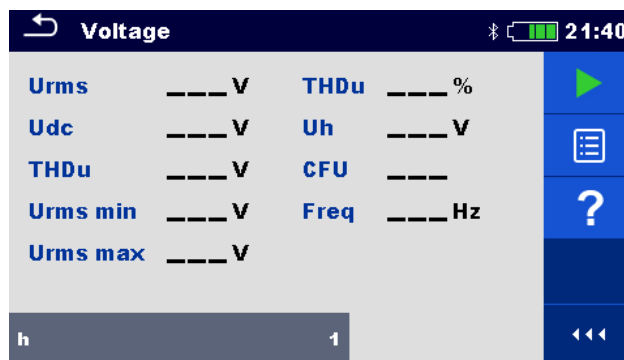 Voltage 21:40
Urms ___V THDu ___%
Udc ___V Uh ___V
THDu ___V CFU ___
Urms min ___V Freq ___Hz
Urms max ___V
?
h 1